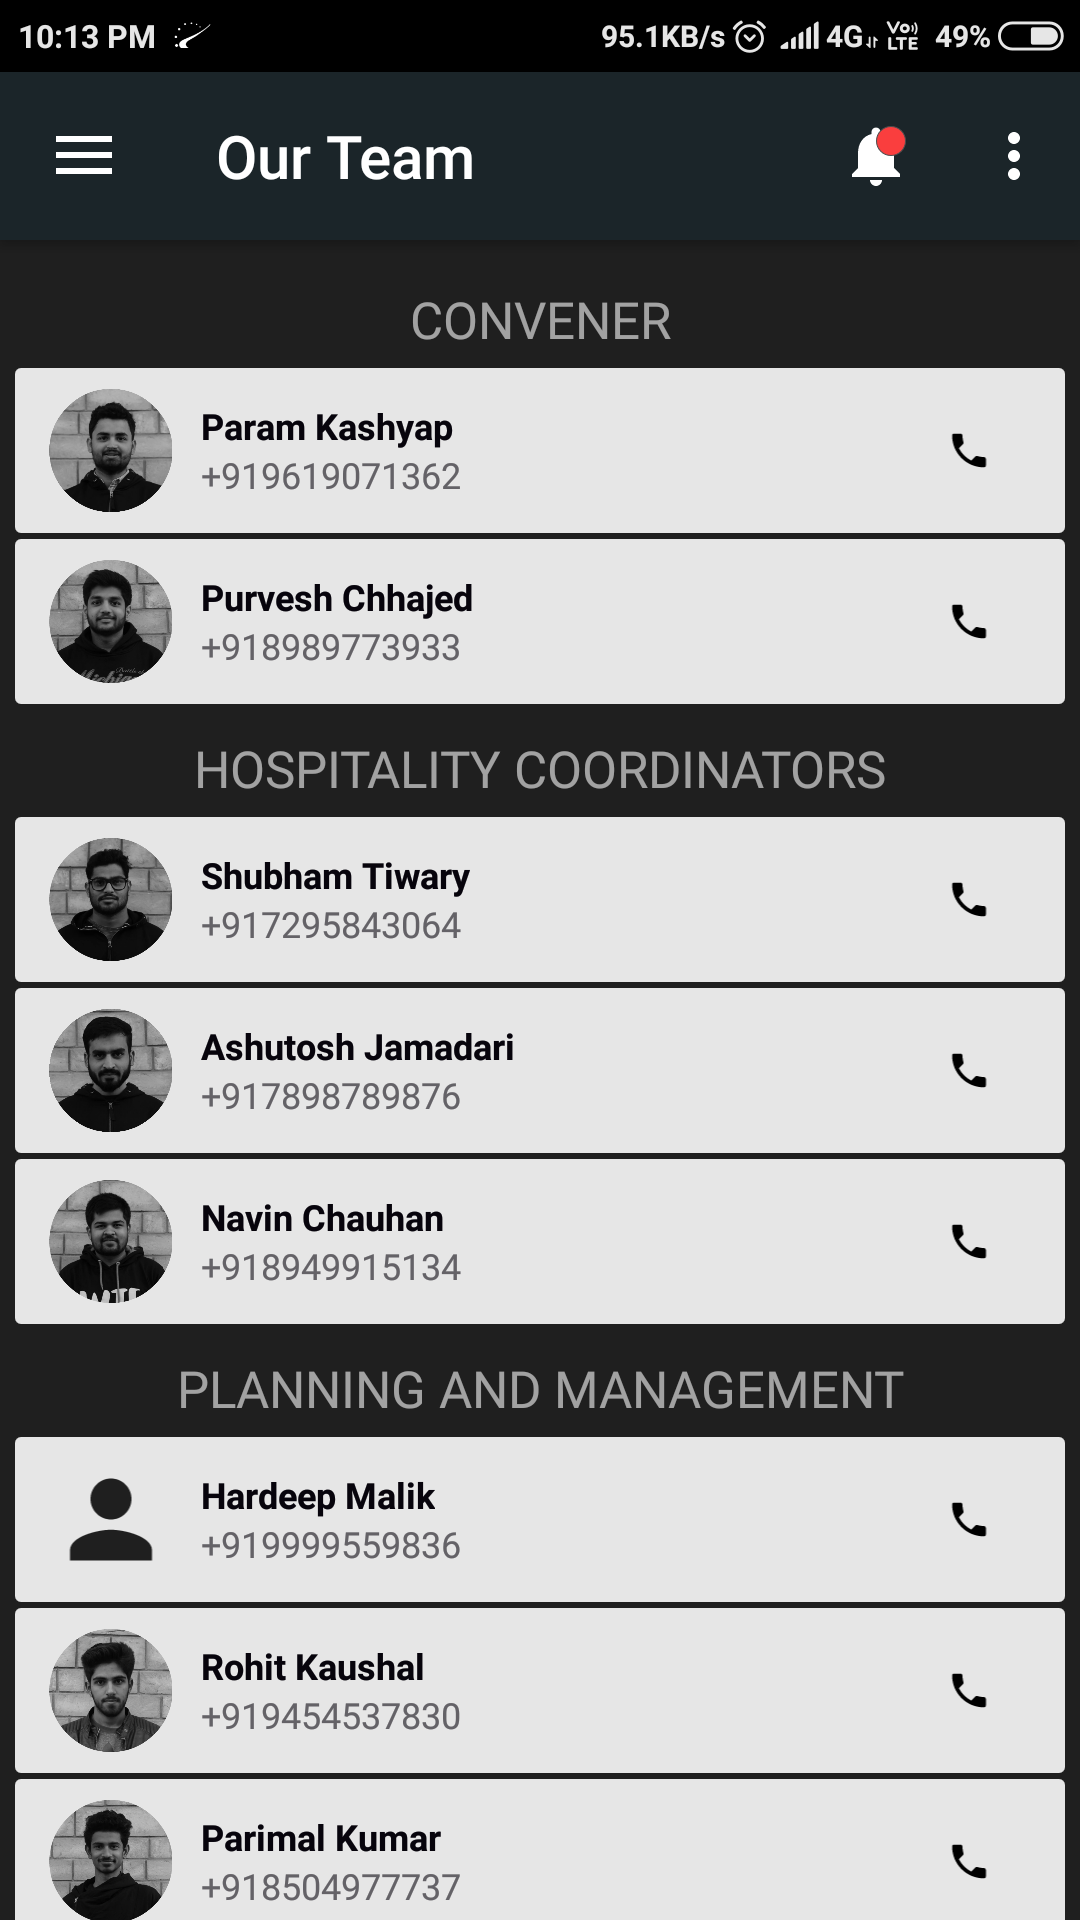 10:13 PM 95.1KB/s 4G VoLTE 49%
Our Team
CONVENER
Param Kashyap
+919619071362
Purvesh Chhajed
+918989773933
HOSPITALITY COORDINATORS
Shubham Tiwary
+917295843064
Ashutosh Jamadari
+917898789876
Navin Chauhan
+918949915134
PLANNING AND MANAGEMENT
Hardeep Malik
+919999559836
Rohit Kaushal
+919454537830
Parimal Kumar
+918504977737